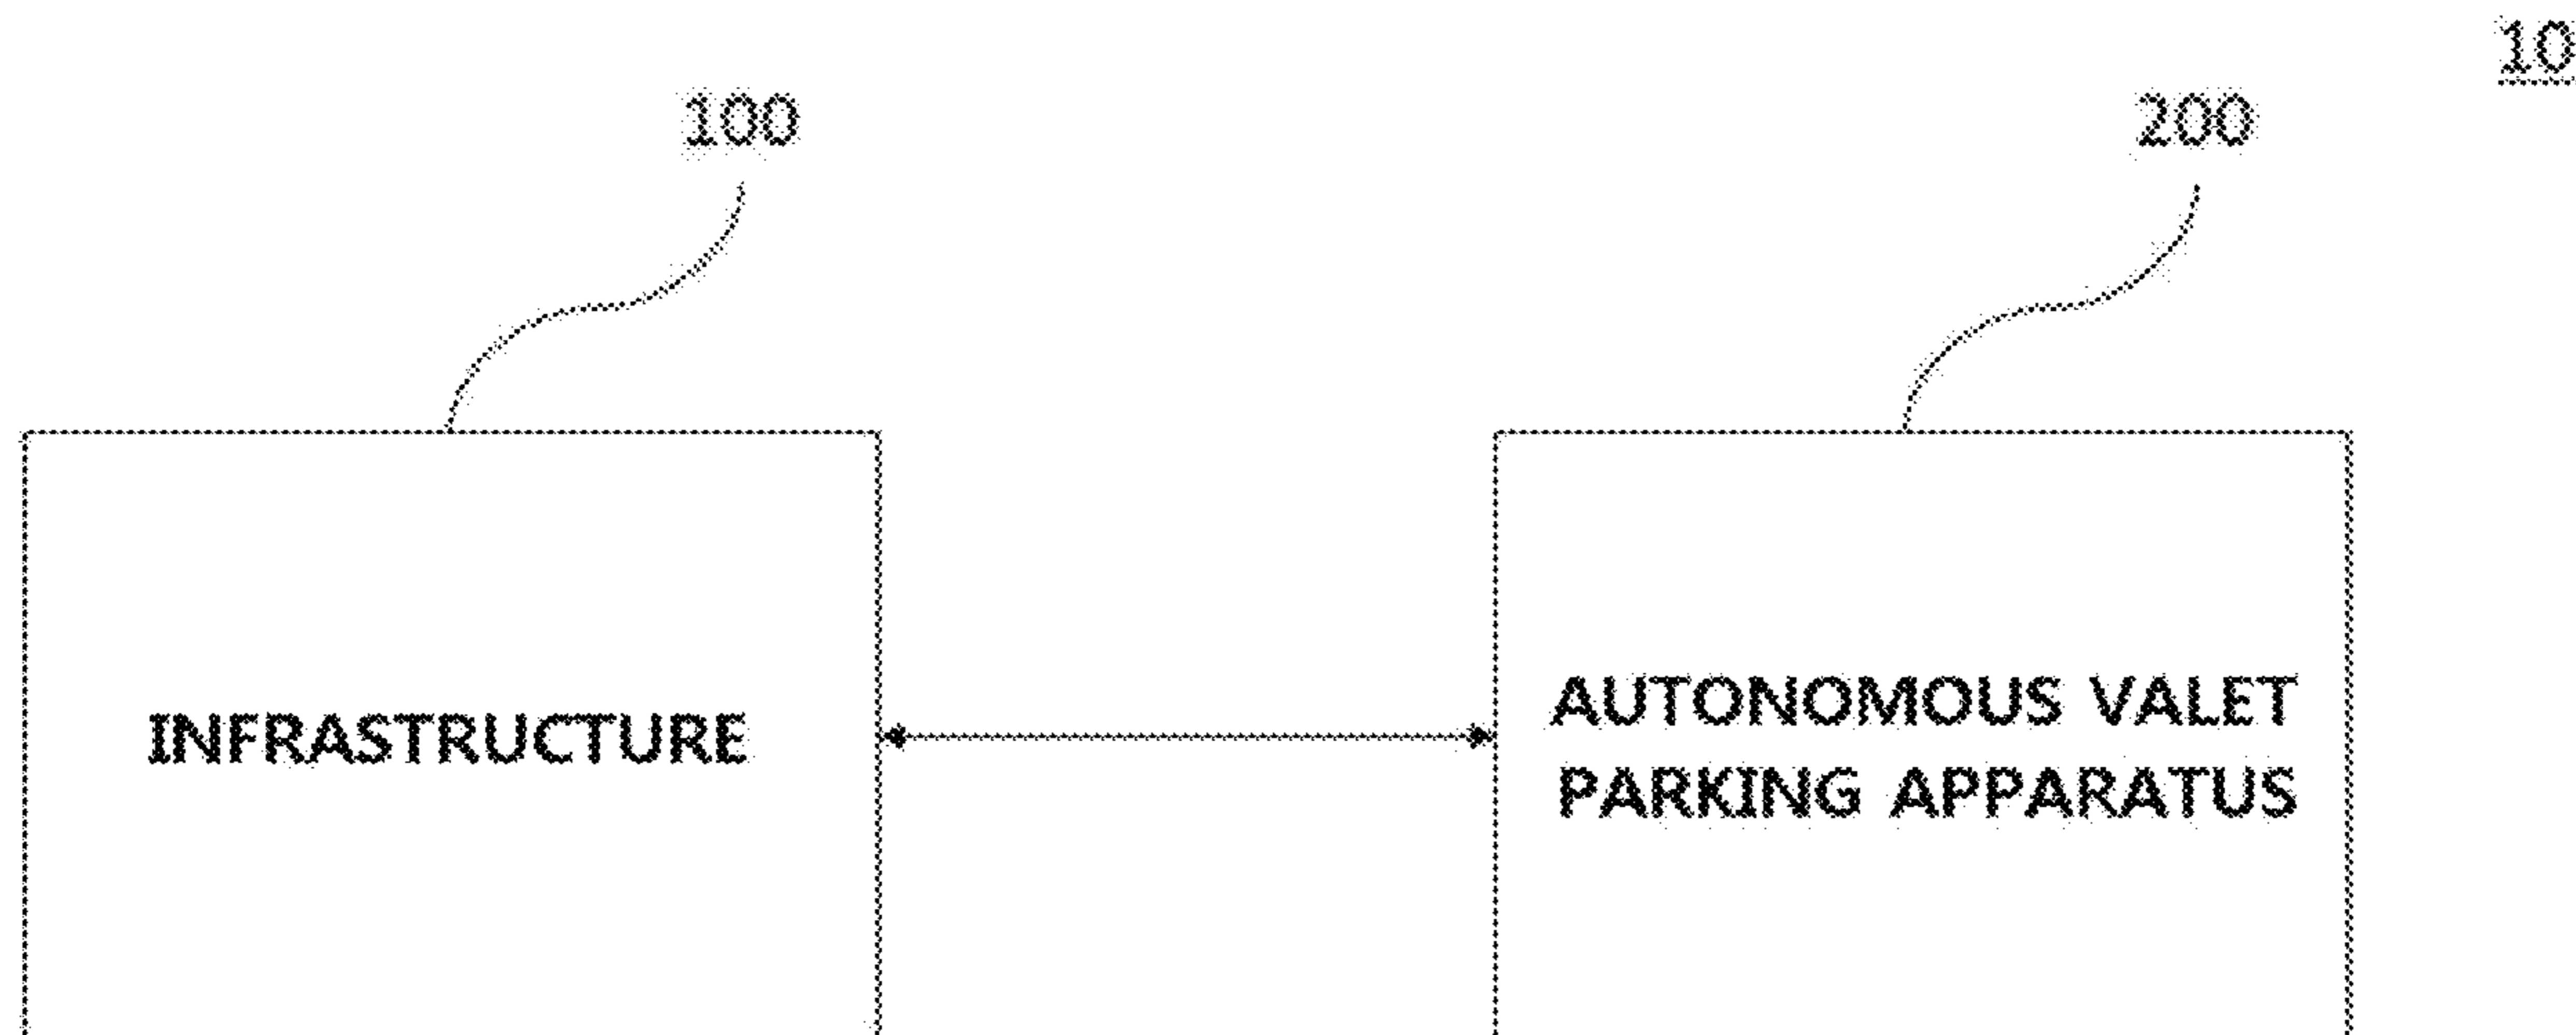 10
100
200
INFRASTRUCTURE
AUTONOMOUS VALET
PARKING APPARATUS